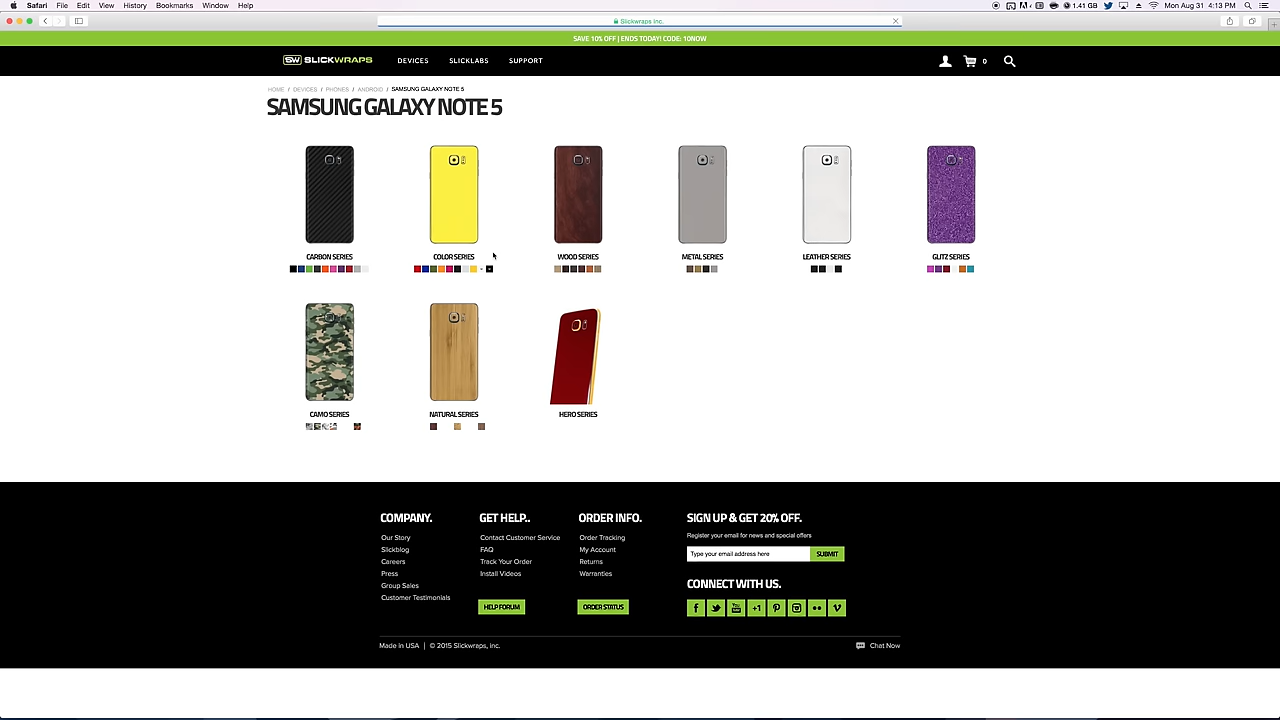 Safari File Edit View History Bookmarks Window Help
1.41 GB Mon Aug 31 4:13 PM
Slickwraps Inc.
SAVE 10% OFF | ENDS TODAY! CODE: 10NOW
SW SLICKWRAPS DEVICES SLICKLABS SUPPORT 0
HOME / DEVICES / PHONES / ANDROID / SAMSUNG GALAXY NOTE 5
SAMSUNG GALAXY NOTE 5
CARBON SERIES COLOR SERIES WOOD SERIES METAL SERIES LEATHER SERIES GLITZ SERIES
CAMO SERIES NATURAL SERIES HERO SERIES
COMPANY.
Our Story
Slickblog
Careers
Press
Group Sales
Customer Testimonials
GET HELP..
Contact Customer Service
FAQ
Track Your Order
Install Videos
HELP FORUM
ORDER INFO.
Order Tracking
My Account
Returns
Warranties
ORDER STATUS
SIGN UP & GET 20% OFF.
Register your email for news and special offers
Type your email address here SUBMIT
CONNECT WITH US.
f You Tube +1
Made in USA | © 2015 Slickwraps, Inc. Chat Now